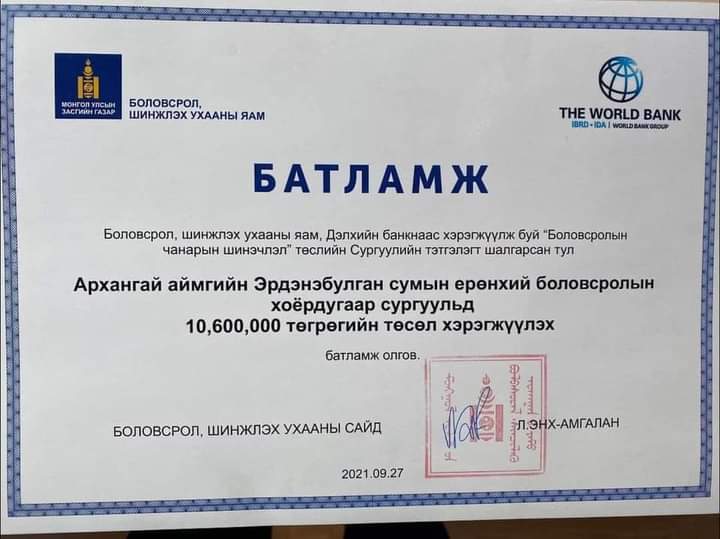 МОНГОЛ УЛСЫН
ЗАСГИЙН ГАЗАР
БОЛОВСРОЛ,
ШИНЖЛЭХ УХААНЫ ЯАМ
THE WORLD BANK
IBRD • IDA | WORLD BANK GROUP
БАТЛАМЖ
Боловсрол, шинжлэх ухааны яам, Дэлхийн банкнаас хэрэгжүүлж буй “Боловсролын
чанарын шинэчлэл” төслийн Сургуулийн тэтгэлэгт шалгарсан тул
Архангай аймгийн Эрдэнэбулган сумын ерөнхий боловсролын
хоёрдугаар сургуульд
10,600,000 төгрөгийн төсөл хэрэгжүүлэх
батламж олгов.
БОЛОВСРОЛ, ШИНЖЛЭХ УХААНЫ САЙД
Л.ЭНХ-АМГАЛАН
2021.09.27